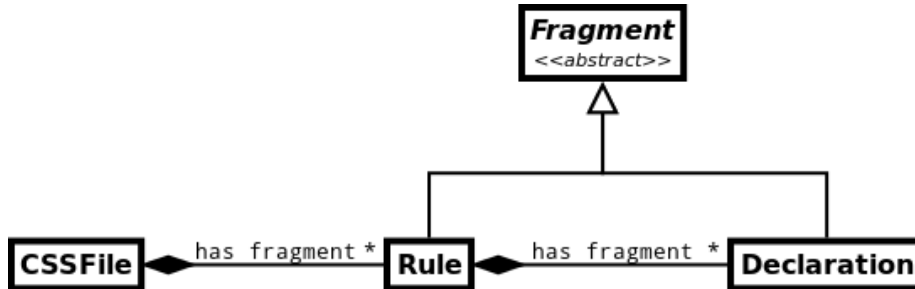 Fragment
<<abstract>>
CSSFile
has fragment *
Rule
has fragment *
Declaration